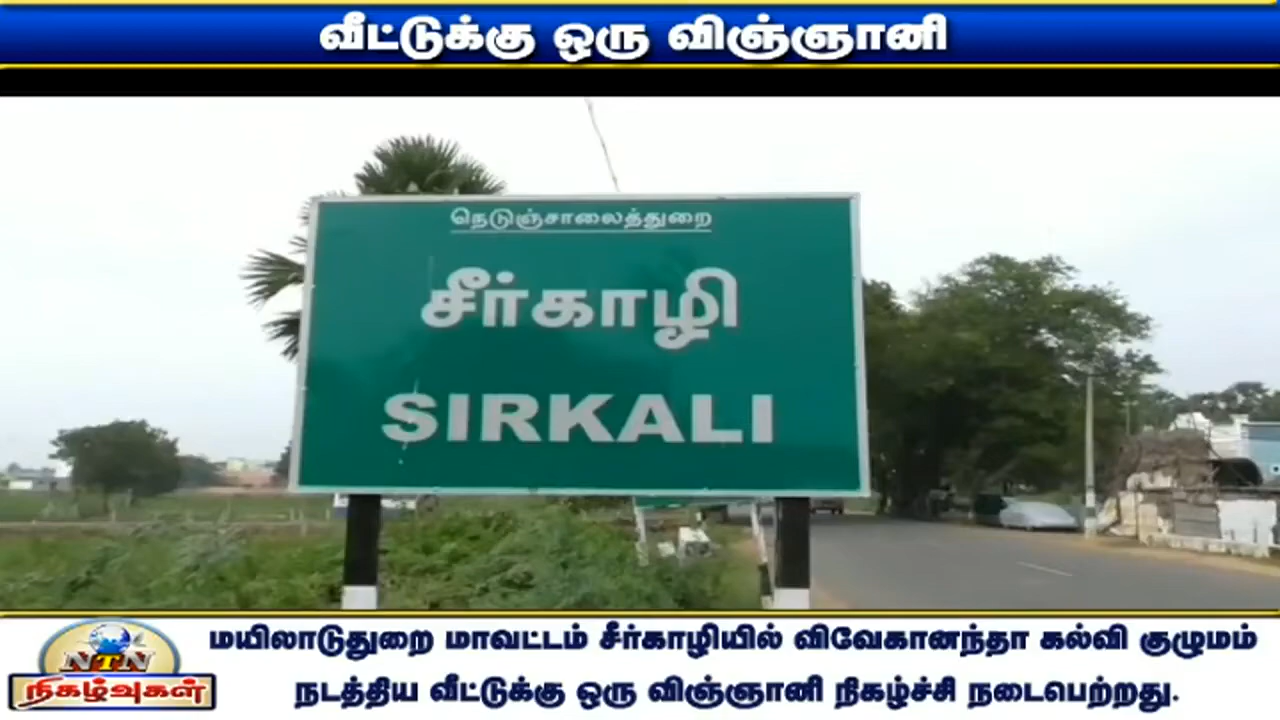 வீட்டுக்கு ஒரு விஞ்ஞானி
நெடுஞ்சாலைத்துறை
சீர்காழி
SIRKALI
மயிலாடுதுறை மாவட்டம் சீர்காழியில் விவேகானந்தா கல்வி குழுமம்
நடத்திய வீட்டுக்கு ஒரு விஞ்ஞானி நிகழ்ச்சி நடைபெற்றது.
NTN
நிகழ்வுகள்